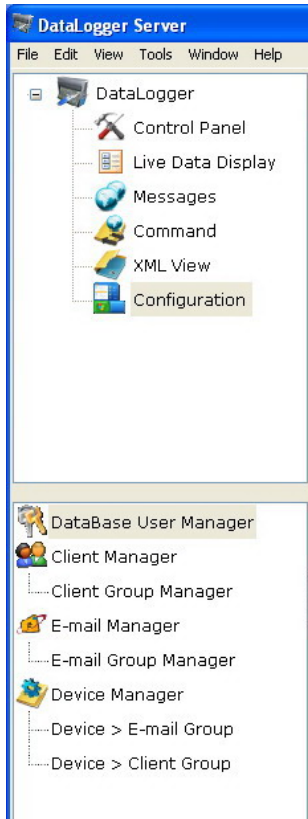 DataLogger Server
File Edit View Tools Window Help
DataLogger
Control Panel
Live Data Display
Messages
Command
XML View
Configuration
DataBase User Manager
Client Manager
Client Group Manager
E-mail Manager
E-mail Group Manager
Device Manager
Device > E-mail Group
Device > Client Group